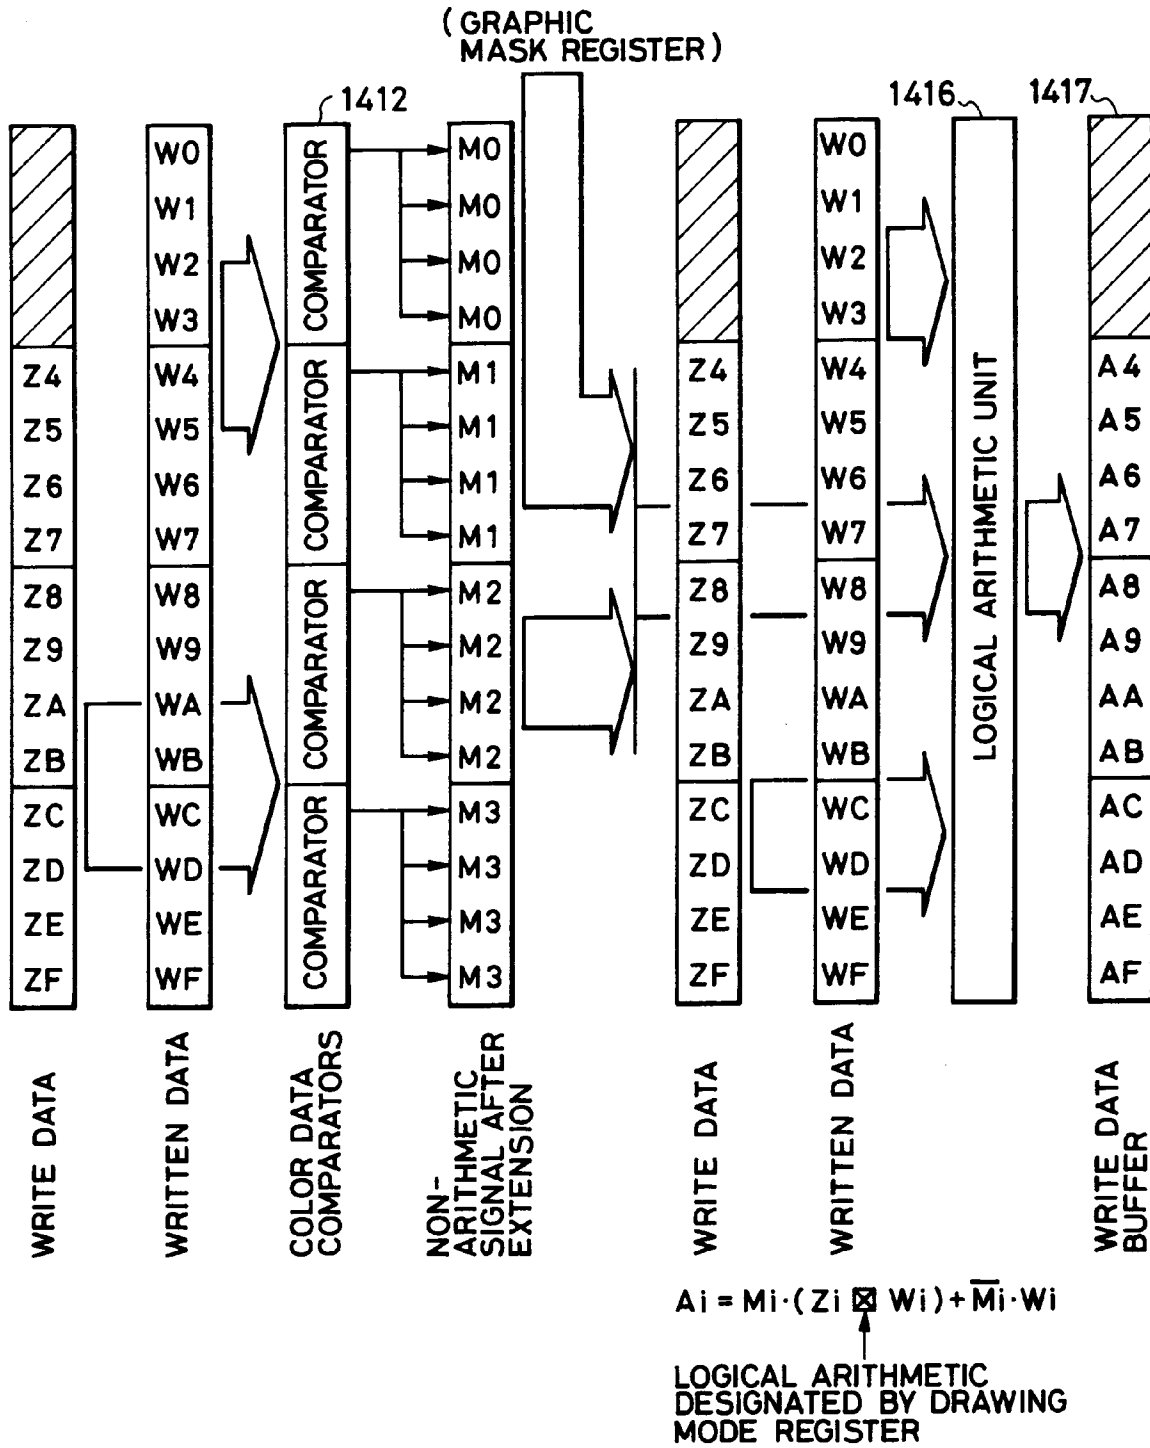 (GRAPHIC
MASK REGISTER)
1412
1416
1417
Z4
Z5
Z6
Z7
Z8
Z9
ZA
ZB
ZC
ZD
ZE
ZF
W0
W1
W2
W3
W4
W5
W6
W7
W8
W9
WA
WB
WC
WD
WE
WF
COMPARATOR
COMPARATOR
COMPARATOR
COMPARATOR
M0
M0
M0
M0
M1
M1
M1
M1
M2
M2
M2
M2
M3
M3
M3
M3
Z4
Z5
Z6
Z7
Z8
Z9
ZA
ZB
ZC
ZD
ZE
ZF
W0
W1
W2
W3
W4
W5
W6
W7
W8
W9
WA
WB
WC
WD
WE
WF
LOGICAL ARITHMETIC UNIT
A4
A5
A6
A7
A8
A9
AA
AB
AC
AD
AE
AF
WRITE DATA
WRITTEN DATA
COLOR DATA
COMPARATORS
NON-
ARITHMETIC
SIGNAL AFTER
EXTENSION
WRITE DATA
WRITTEN DATA
WRITE DATA
BUFFER
Ai = Mi·(Zi ⊠ Wi)+M̅i·Wi
LOGICAL ARITHMETIC
DESIGNATED BY DRAWING
MODE REGISTER